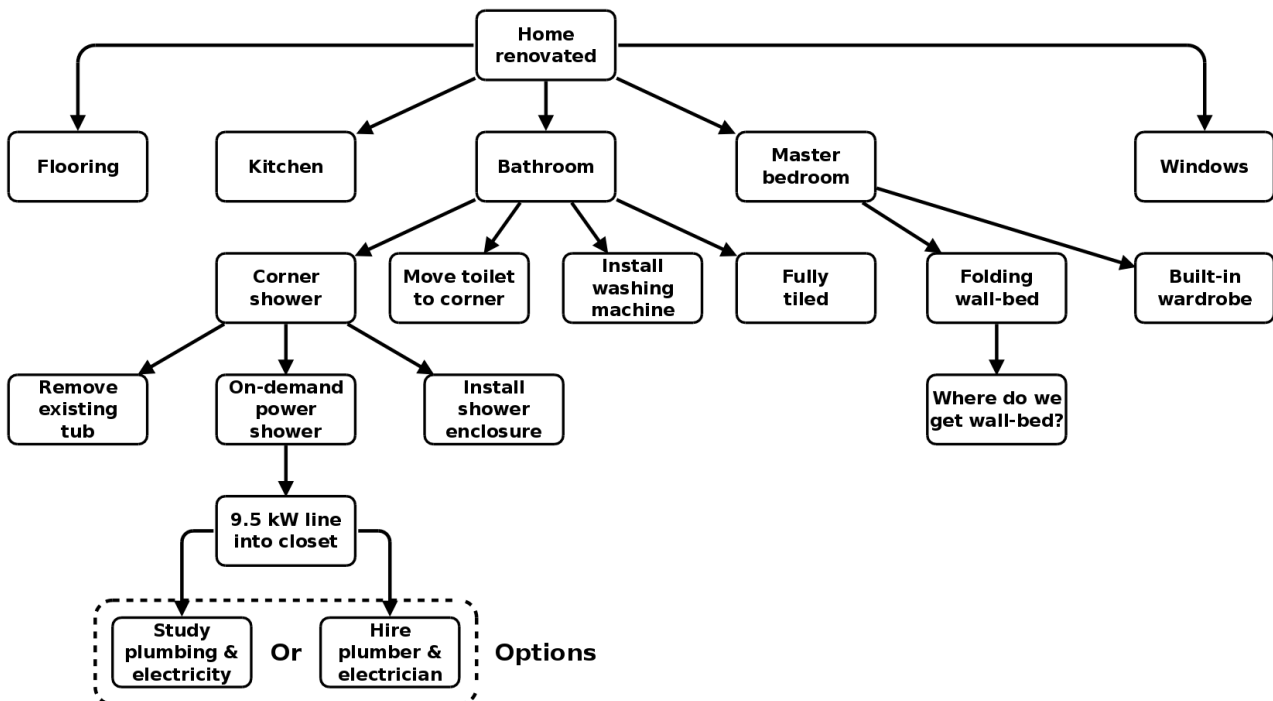 Home
renovated
Flooring
Kitchen
Bathroom
Master
bedroom
Windows
Corner
shower
Move toilet
to corner
Install
washing
machine
Fully
tiled
Folding
wall-bed
Built-in
wardrobe
Remove
existing
tub
On-demand
power
shower
Install
shower
enclosure
Where do we
get wall-bed?
9.5 kW line
into closet
Study
plumbing &
electricity
Or
Hire
plumber &
electrician
Options